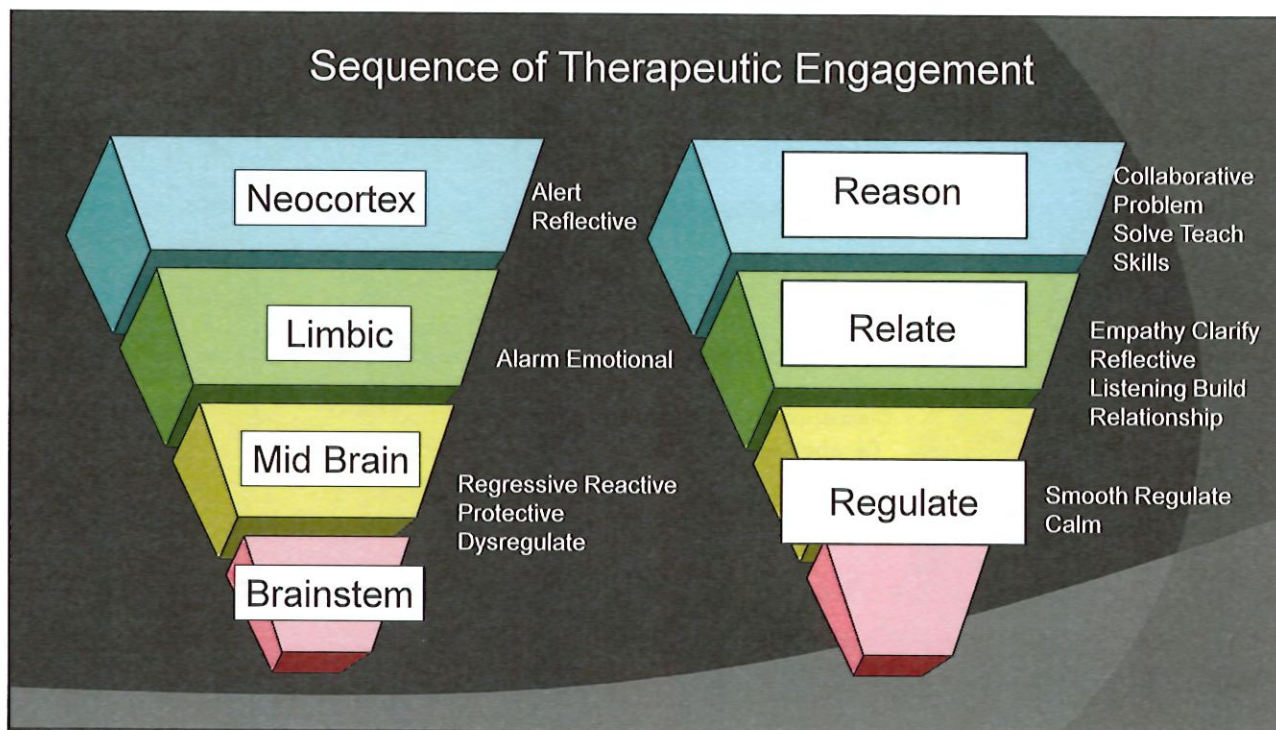 Sequence of Therapeutic Engagement
Neocortex
Alert
Reflective
Limbic
Alarm Emotional
Mid Brain
Regressive Reactive
Protective
Dysregulate
Brainstem
Reason
Collaborative
Problem
Solve Teach
Skills
Relate
Empathy Clarify
Reflective
Listening Build
Relationship
Regulate
Smooth Regulate
Calm